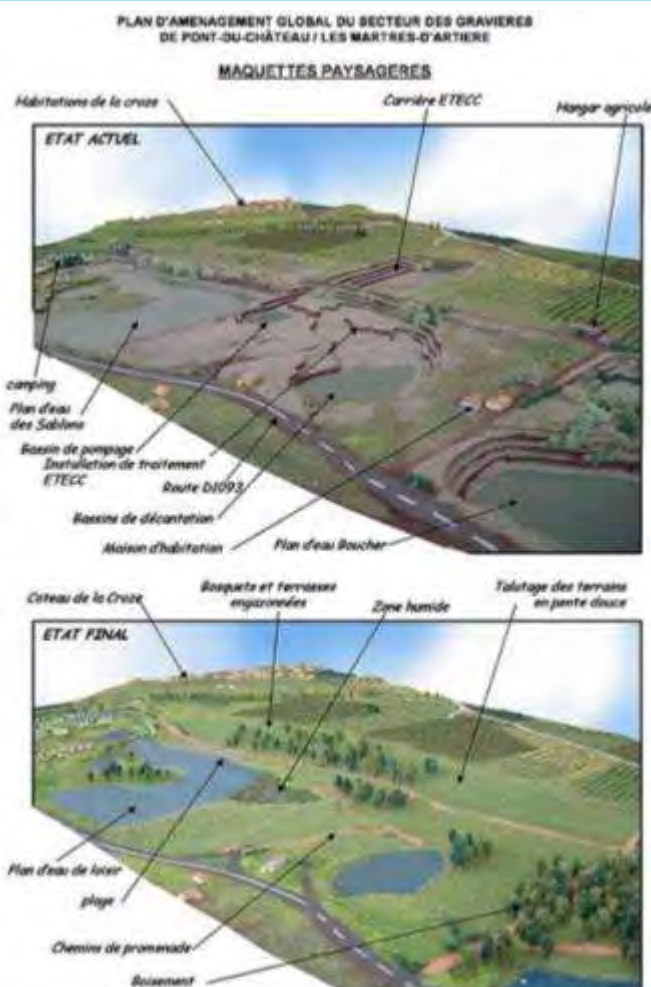 PLAN D'AMENAGEMENT GLOBAL DU SECTEUR DES GRAVIERES
DE PONT-DU-CHÂTEAU / LES MARTRES-D'ARTIERE
MAQUETTES PAYSAGERES
Habitations de la croze
Carrière ETECC
Hangar agricole
ETAT ACTUEL
camping
Plan d'eau
des Sablons
Bassin de pompage
Installation de traitement
ETECC
Route D1093
Bassins de décantation
Maison d'habitation
Plan d'eau Boucher
Coteau de la Croze
Bosquets et terrasses
engazonnées
Zone humide
Talutage des terrains
en pente douce
ETAT FINAL
Plan d'eau de loisir
plage
Chemins de promenade
Boisement